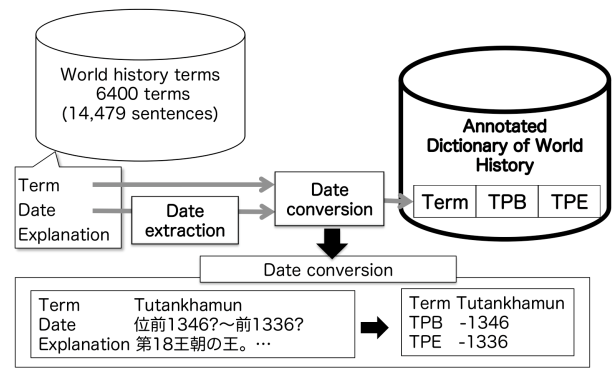 World history terms
6400 terms
(14,479 sentences)
Annotated
Dictionary of World
History
Term TPB TPE
Term
Date
Explanation
Date
extraction
Date
conversion
Date conversion
Term Tutankhamun
Date 位前1346?〜前1336?
Explanation 第18王朝の王。…
Term Tutankhamun
TPB -1346
TPE -1336